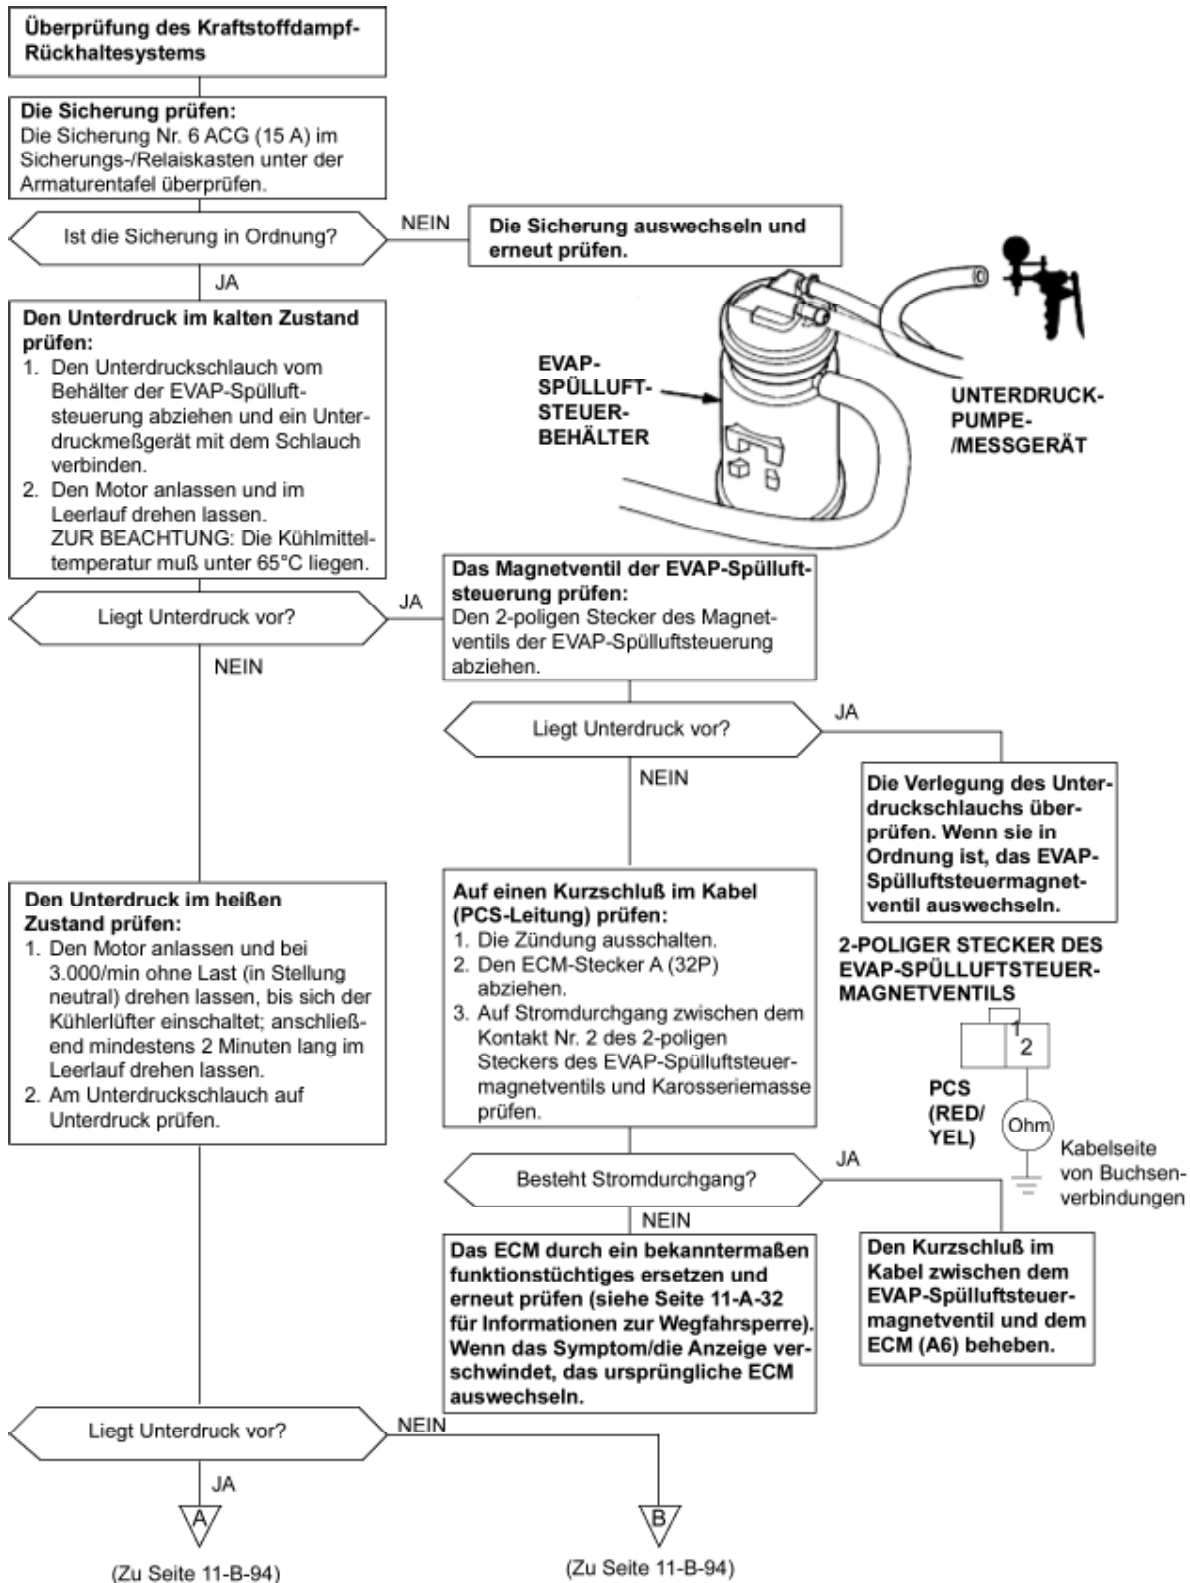 Überprüfung des Kraftstoffdampf-
Rückhaltesystems
Die Sicherung prüfen:
Die Sicherung Nr. 6 ACG (15 A) im
Sicherungs-/Relaiskasten unter der
Armaturentafel überprüfen.
Ist die Sicherung in Ordnung?
NEIN
Die Sicherung auswechseln und
erneut prüfen.
JA
Den Unterdruck im kalten Zustand
prüfen:
1. Den Unterdruckschlauch vom
Behälter der EVAP-Spülluft-
steuerung abziehen und ein Unter-
druckmeßgerät mit dem Schlauch
verbinden.
2. Den Motor anlassen und im
Leerlauf drehen lassen.
ZUR BEACHTUNG: Die Kühlmittel-
temperatur muß unter 65°C liegen.
EVAP-
SPÜLLUFT-
STEUER-
BEHÄLTER
UNTERDRUCK-
PUMPE-
/MESSGERÄT
Liegt Unterdruck vor?
JA
NEIN
Das Magnetventil der EVAP-Spülluft-
steuerung prüfen:
Den 2-poligen Stecker des Magnet-
ventils der EVAP-Spülluftsteuerung
abziehen.
Liegt Unterdruck vor?
JA
NEIN
Die Verlegung des Unter-
druckschlauchs über-
prüfen. Wenn sie in
Ordnung ist, das EVAP-
Spülluftsteuermagnet-
ventil auswechseln.
Den Unterdruck im heißen
Zustand prüfen:
1. Den Motor anlassen und bei
3.000/min ohne Last (in Stellung
neutral) drehen lassen, bis sich der
Kühlerlüfter einschaltet; anschließ-
end mindestens 2 Minuten lang im
Leerlauf drehen lassen.
2. Am Unterdruckschlauch auf
Unterdruck prüfen.
Auf einen Kurzschluß im Kabel
(PCS-Leitung) prüfen:
1. Die Zündung ausschalten.
2. Den ECM-Stecker A (32P)
abziehen.
3. Auf Stromdurchgang zwischen dem
Kontakt Nr. 2 des 2-poligen
Steckers des EVAP-Spülluftsteuer-
magnetventils und Karosseriemasse
prüfen.
2-POLIGER STECKER DES
EVAP-SPÜLLUFTSTEUER-
MAGNETVENTILS
1
2
PCS
(RED/
YEL)
Ohm
Kabelseite
von Buchsen-
verbindungen
Besteht Stromdurchgang?
JA
NEIN
Das ECM durch ein bekanntermaßen
funktionstüchtiges ersetzen und
erneut prüfen (siehe Seite 11-A-32
für Informationen zur Wegfahrsperre).
Wenn das Symptom/die Anzeige ver-
schwindet, das ursprüngliche ECM
auswechseln.
Den Kurzschluß im
Kabel zwischen dem
EVAP-Spülluftsteuer-
magnetventil und dem
ECM (A6) beheben.
Liegt Unterdruck vor?
NEIN
JA
A
B
(Zu Seite 11-B-94)
(Zu Seite 11-B-94)